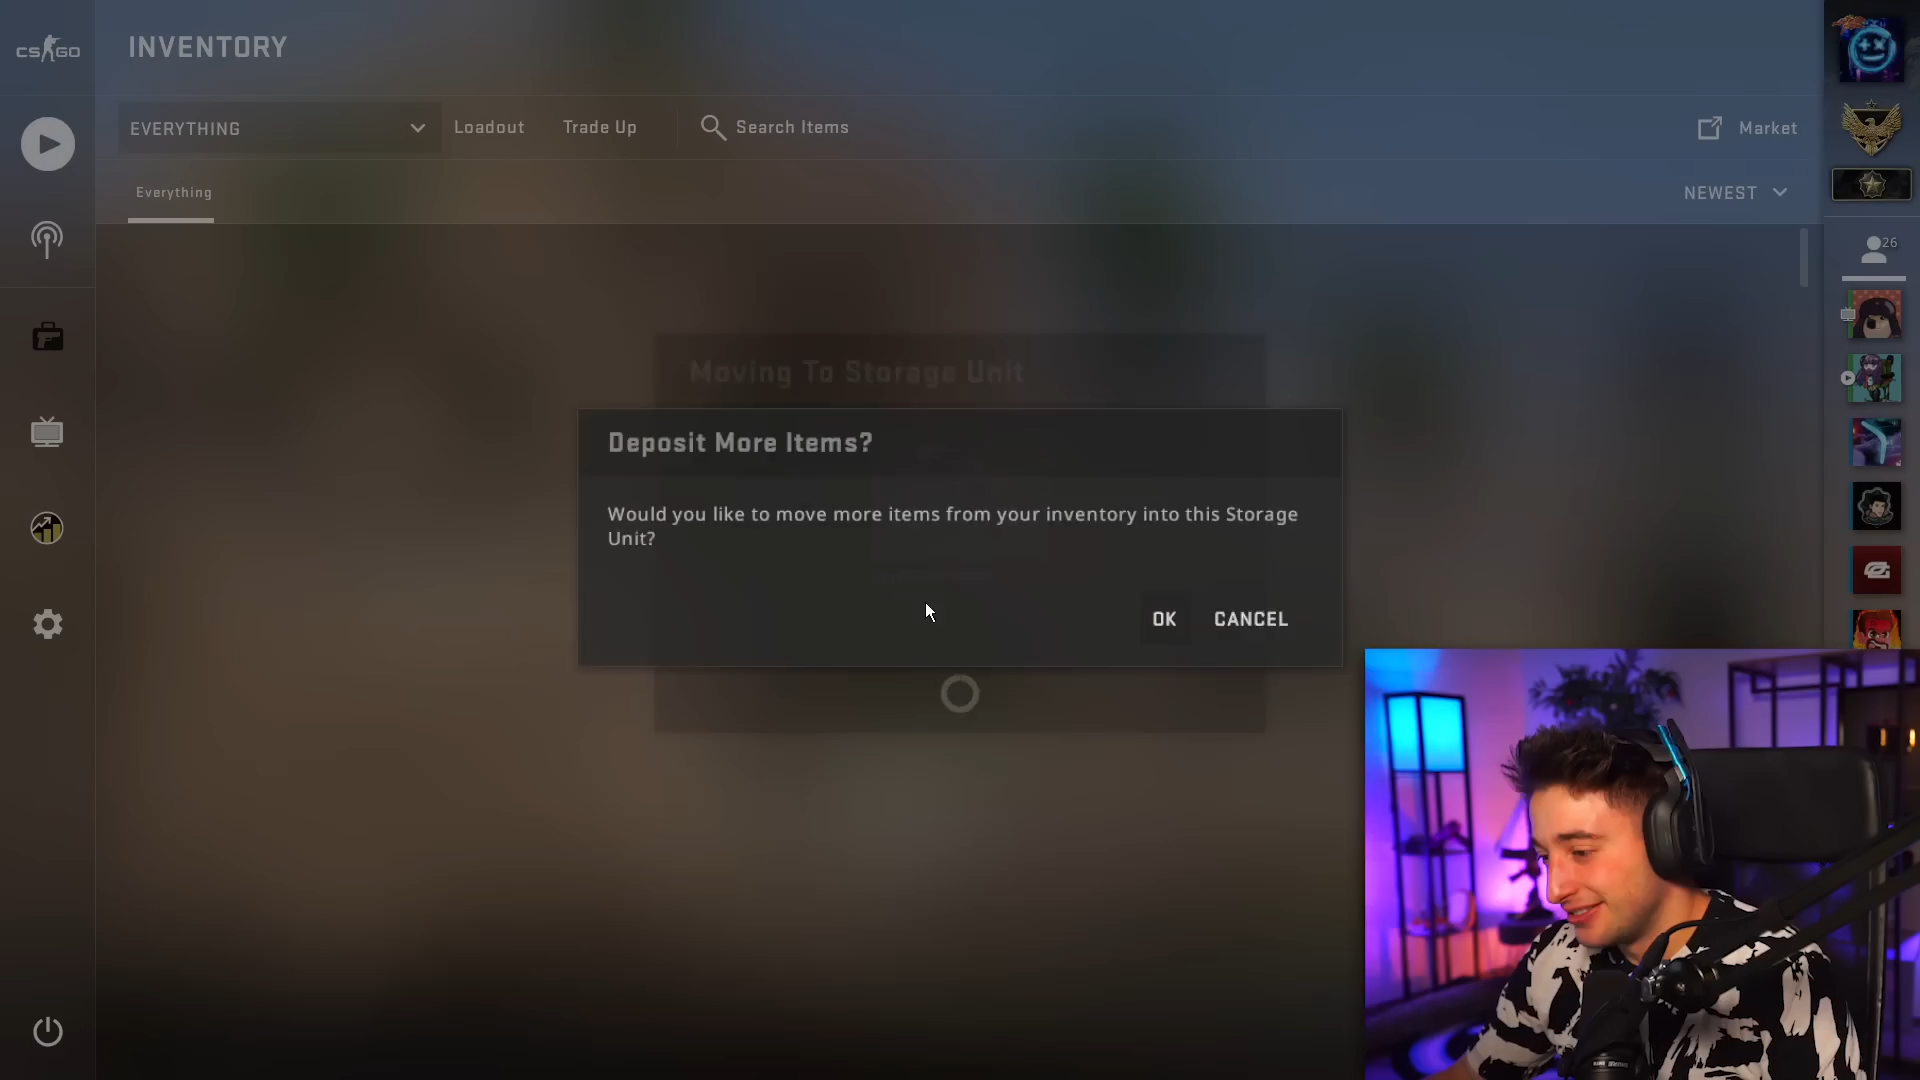 CS GO
INVENTORY
EVERYTHING
Loadout
Trade Up
Search Items
Market
Everything
NEWEST
26
Moving To Storage Unit
Deposit More Items?
Would you like to move more items from your inventory into this Storage
Unit?
OK
CANCEL